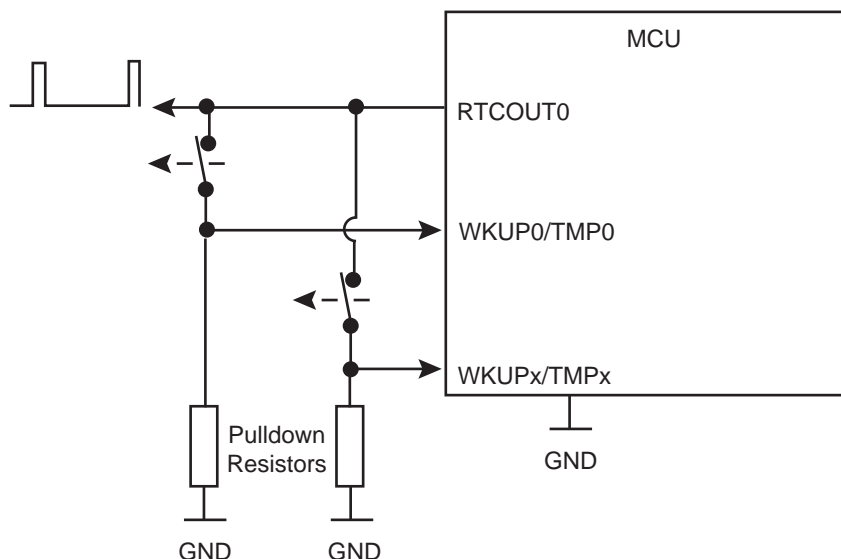 MCU
RTCOUT0
WKUP0/TMP0
WKUPx/TMPx
Pulldown
Resistors
GND
GND
GND